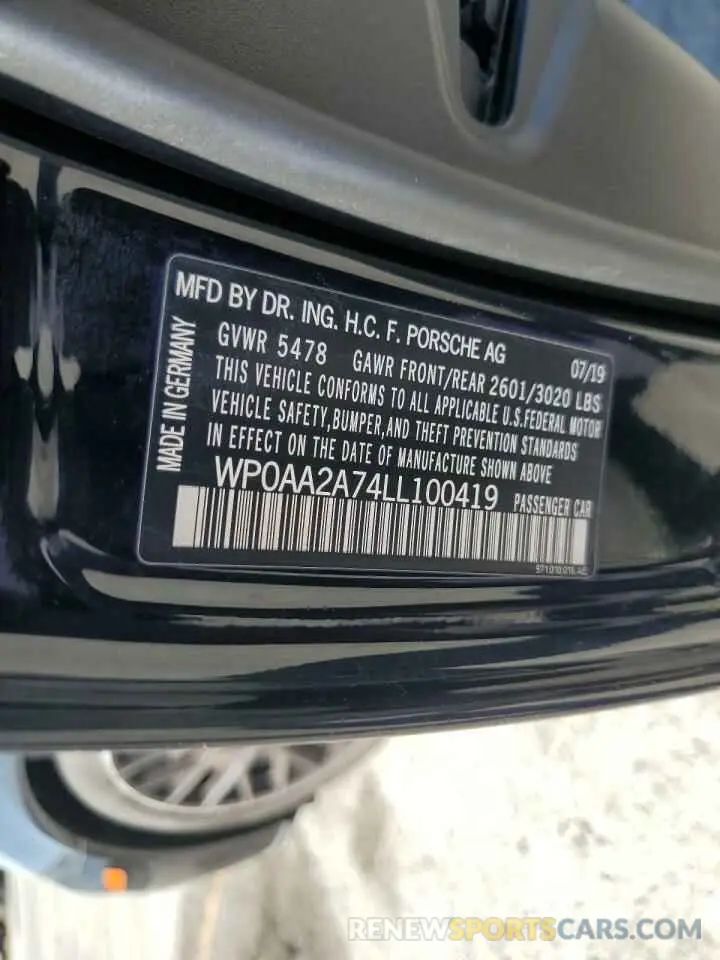 MFD BY DR. ING. H.C. F. PORSCHE AG 07/19
GVWR 5478 GAWR FRONT/REAR 2601/3020 LBS
THIS VEHICLE CONFORMS TO ALL APPLICABLE U.S.FEDERAL MOTOR
VEHICLE SAFETY,BUMPER,AND THEFT PREVENTION STANDARDS
IN EFFECT ON THE DATE OF MANUFACTURE SHOWN ABOVE
WP0AA2A74LL100419 PASSENGER CAR
MADE IN GERMANY
RENEWSPORTSCARS.COM